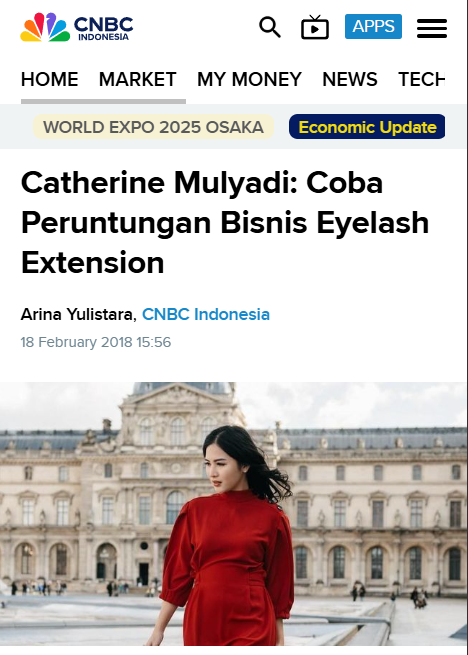 CNBC
INDONESIA
APPS
HOME MARKET MY MONEY NEWS TECH
WORLD EXPO 2025 OSAKA Economic Update
Catherine Mulyadi: Coba
Peruntungan Bisnis Eyelash
Extension
Arina Yulistara, CNBC Indonesia
18 February 2018 15:56